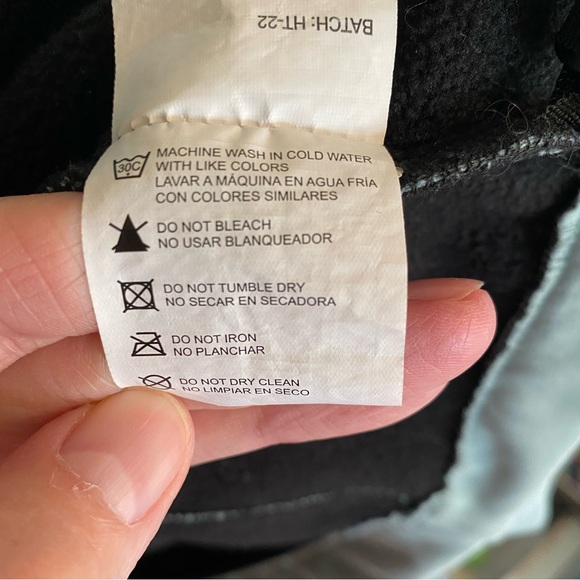 BATCH: HT-22
30C
MACHINE WASH IN COLD WATER
WITH LIKE COLORS
LAVAR A MÁQUINA EN AGUA FRÍA
CON COLORES SIMILARES
DO NOT BLEACH
NO USAR BLANQUEADOR
DO NOT TUMBLE DRY
NO SECAR EN SECADORA
DO NOT IRON
NO PLANCHAR
DO NOT DRY CLEAN
NO LIMPIAR EN SECO